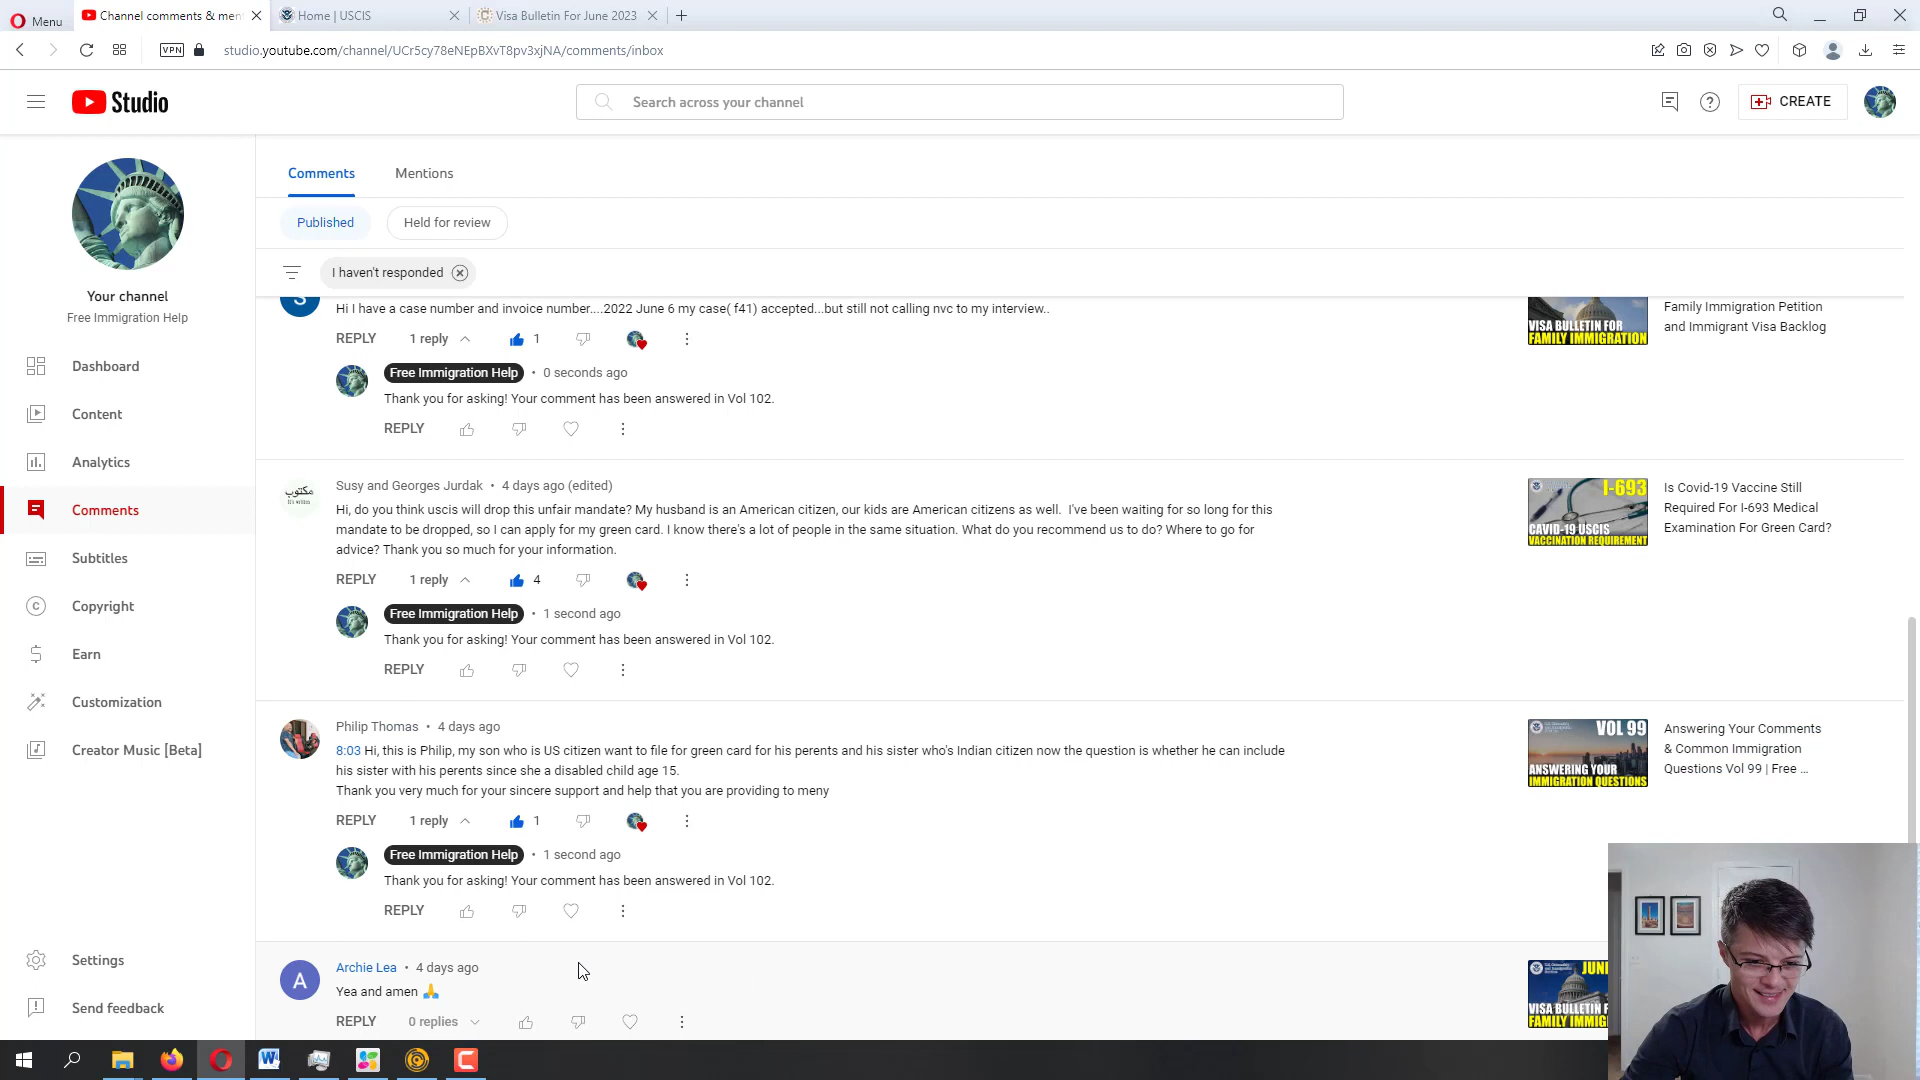 Menu
Channel comments & men
Home | USCIS
Visa Bulletin For June 2023
VPN
studio.youtube.com/channel/UCr5cy78eNEpBXvT8pv3xjNA/comments/inbox
Studio
Search across your channel
CREATE
Your channel
Free Immigration Help
Dashboard
Content
Analytics
Comments
Subtitles
Copyright
Earn
Customization
Creator Music [Beta]
Settings
Send feedback
Comments
Mentions
Published
Held for review
I haven't responded
Hi I have a case number and invoice number....2022 June 6 my case( f41) accepted...but still not calling nvc to my interview..
REPLY 1 reply 1
Free Immigration Help • 0 seconds ago
Thank you for asking! Your comment has been answered in Vol 102.
REPLY
VISA BULLETIN FOR
FAMILY IMMIGRATION
Family Immigration Petition
and Immigrant Visa Backlog
Susy and Georges Jurdak • 4 days ago (edited)
Hi, do you think uscis will drop this unfair mandate? My husband is an American citizen, our kids are American citizens as well. I've been waiting for so long for this
mandate to be dropped, so I can apply for my green card. I know there's a lot of people in the same situation. What do you recommend us to do? Where to go for
advice? Thank you so much for your information.
REPLY 1 reply 4
Free Immigration Help • 1 second ago
Thank you for asking! Your comment has been answered in Vol 102.
REPLY
مكتوب
It's written
I-693
CAVID-19 USCIS
VACCINATION REQUIREMENT
Is Covid-19 Vaccine Still
Required For I-693 Medical
Examination For Green Card?
Philip Thomas • 4 days ago
8:03 Hi, this is Philip, my son who is US citizen want to file for green card for his parents and his sister who's Indian citizen now the question is whether he can include
his sister with his perents since she a disabled child age 15.
Thank you very much for your sincere support and help that you are providing to meny
REPLY 1 reply 1
Free Immigration Help • 1 second ago
Thank you for asking! Your comment has been answered in Vol 102.
REPLY
VOL 99
ANSWERING YOUR
IMMIGRATION QUESTIONS
Answering Your Comments
& Common Immigration
Questions Vol 99 | Free ...
A
Archie Lea • 4 days ago
Yea and amen 🙏
REPLY 0 replies
JUN
VISA BULLETIN F
FAMILY IMMIG